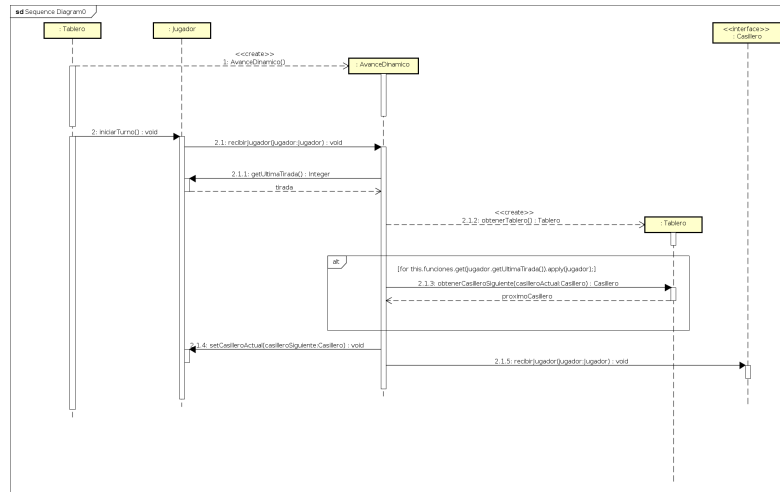 sd Sequence Diagram0
: Tablero
: Jugador
<<interface>>
: Casillero
<<create>>
1: AvanceDinamico()
: AvanceDinamico
2: iniciarTurno() : void
2.1: recibirJugador(jugador:Jugador) : void
2.1.1: getUltimaTirada() : Integer
tirada
<<create>>
2.1.2: obtenerTablero() : Tablero
: Tablero
alt
[for this.funciones.get(jugador.getUltimaTirada()).apply(jugador);]
2.1.3: obtenerCasilleroSiguiente(casilleroActual:Casillero) : Casillero
proximoCasillero
2.1.4: setCasilleroActual(casilleroSiguiente:Casillero) : void
2.1.5: recibirJugador(jugador:Jugador) : void